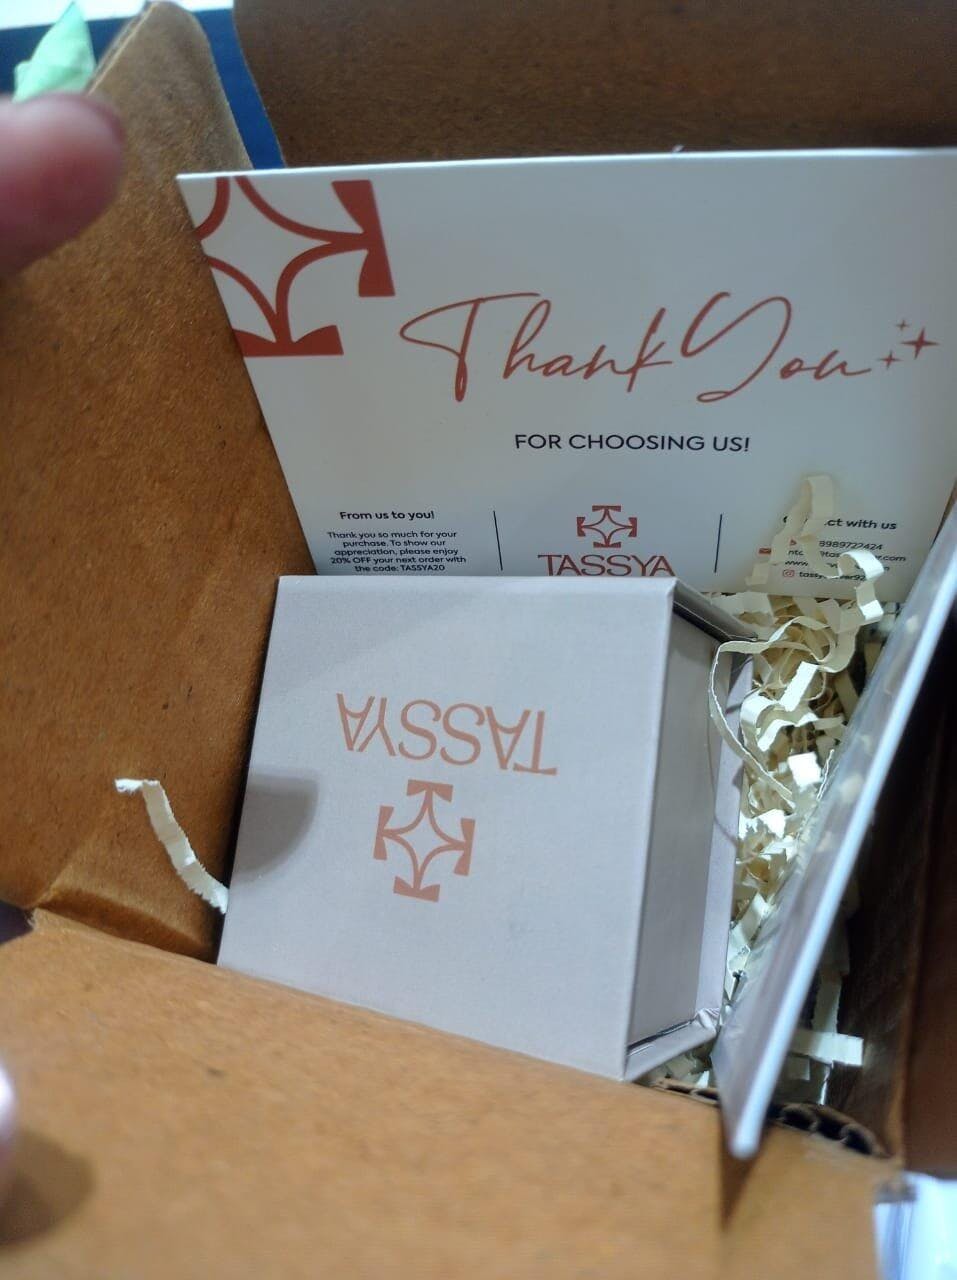 Thank You
FOR CHOOSING US!
From us to you!
Thank you so much for your
purchase. To show our
appreciation, please enjoy
20% OFF your next order with
the code: TASSYA20
TASSYA
with us
8989722424
TASSYA